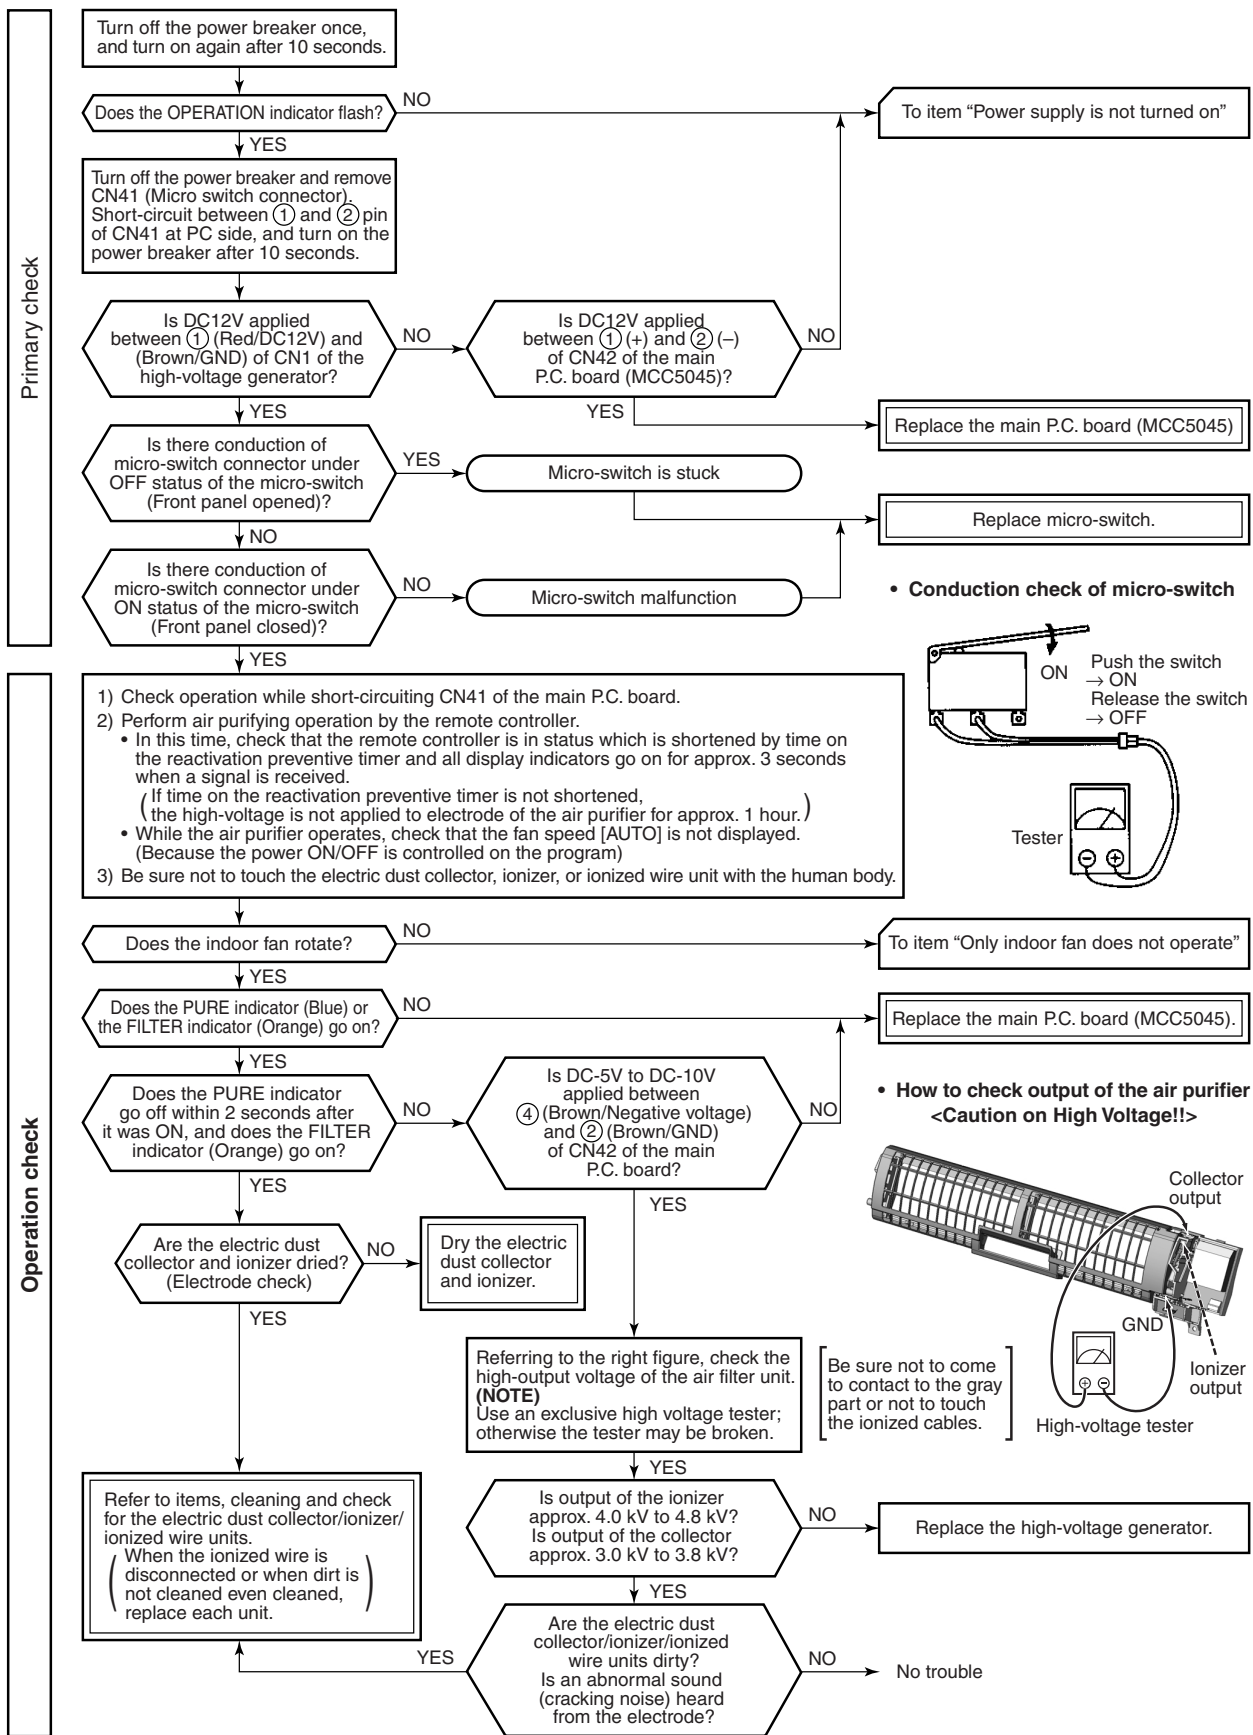 Primary check
Turn off the power breaker once,
and turn on again after 10 seconds.
Does the OPERATION indicator flash?
NO
To item “Power supply is not turned on”
YES
Turn off the power breaker and remove
CN41 (Micro switch connector).
Short-circuit between ① and ② pin
of CN41 at PC side, and turn on the
power breaker after 10 seconds.
Is DC12V applied
between ① (Red/DC12V) and
(Brown/GND) of CN1 of the
high-voltage generator?
NO
Is DC12V applied
between ① (+) and ② (–)
of CN42 of the main
P.C. board (MCC5045)?
NO
YES
YES
Replace the main P.C. board (MCC5045)
Is there conduction of
micro-switch connector under
OFF status of the micro-switch
(Front panel opened)?
YES
Micro-switch is stuck
Replace micro-switch.
NO
Is there conduction of
micro-switch connector under
ON status of the micro-switch
(Front panel closed)?
NO
Micro-switch malfunction
YES
• Conduction check of micro-switch
ON
Push the switch
→ ON
Release the switch
→ OFF
Tester
Operation check
1) Check operation while short-circuiting CN41 of the main P.C. board.
2) Perform air purifying operation by the remote controller.
• In this time, check that the remote controller is in status which is shortened by time on
the reactivation preventive timer and all display indicators go on for approx. 3 seconds
when a signal is received.
(If time on the reactivation preventive timer is not shortened,
the high-voltage is not applied to electrode of the air purifier for approx. 1 hour.)
• While the air purifier operates, check that the fan speed [AUTO] is not displayed.
(Because the power ON/OFF is controlled on the program)
3) Be sure not to touch the electric dust collector, ionizer, or ionized wire unit with the human body.
Does the indoor fan rotate?
NO
To item “Only indoor fan does not operate”
YES
Does the PURE indicator (Blue) or
the FILTER indicator (Orange) go on?
NO
Replace the main P.C. board (MCC5045).
YES
Does the PURE indicator
go off within 2 seconds after
it was ON, and does the FILTER
indicator (Orange) go on?
NO
Is DC-5V to DC-10V
applied between
④ (Brown/Negative voltage)
and ② (Brown/GND)
of CN42 of the main
P.C. board?
NO
YES
YES
• How to check output of the air purifier
<Caution on High Voltage!!>
Collector
output
GND
Ionizer
output
High-voltage tester
Are the electric dust
collector and ionizer dried?
(Electrode check)
NO
Dry the electric
dust collector
and ionizer.
YES
Referring to the right figure, check the
high-output voltage of the air filter unit.
(NOTE)
Use an exclusive high voltage tester;
otherwise the tester may be broken.
[Be sure not to come
to contact to the gray
part or not to touch
the ionized cables.]
YES
Refer to items, cleaning and check
for the electric dust collector/ionizer/
ionized wire units.
(When the ionized wire is
disconnected or when dirt is
not cleaned even cleaned,
replace each unit.)
Is output of the ionizer
approx. 4.0 kV to 4.8 kV?
Is output of the collector
approx. 3.0 kV to 3.8 kV?
NO
Replace the high-voltage generator.
YES
Are the electric dust
collector/ionizer/ionized
wire units dirty?
Is an abnormal sound
(cracking noise) heard
from the electrode?
YES
NO
No trouble